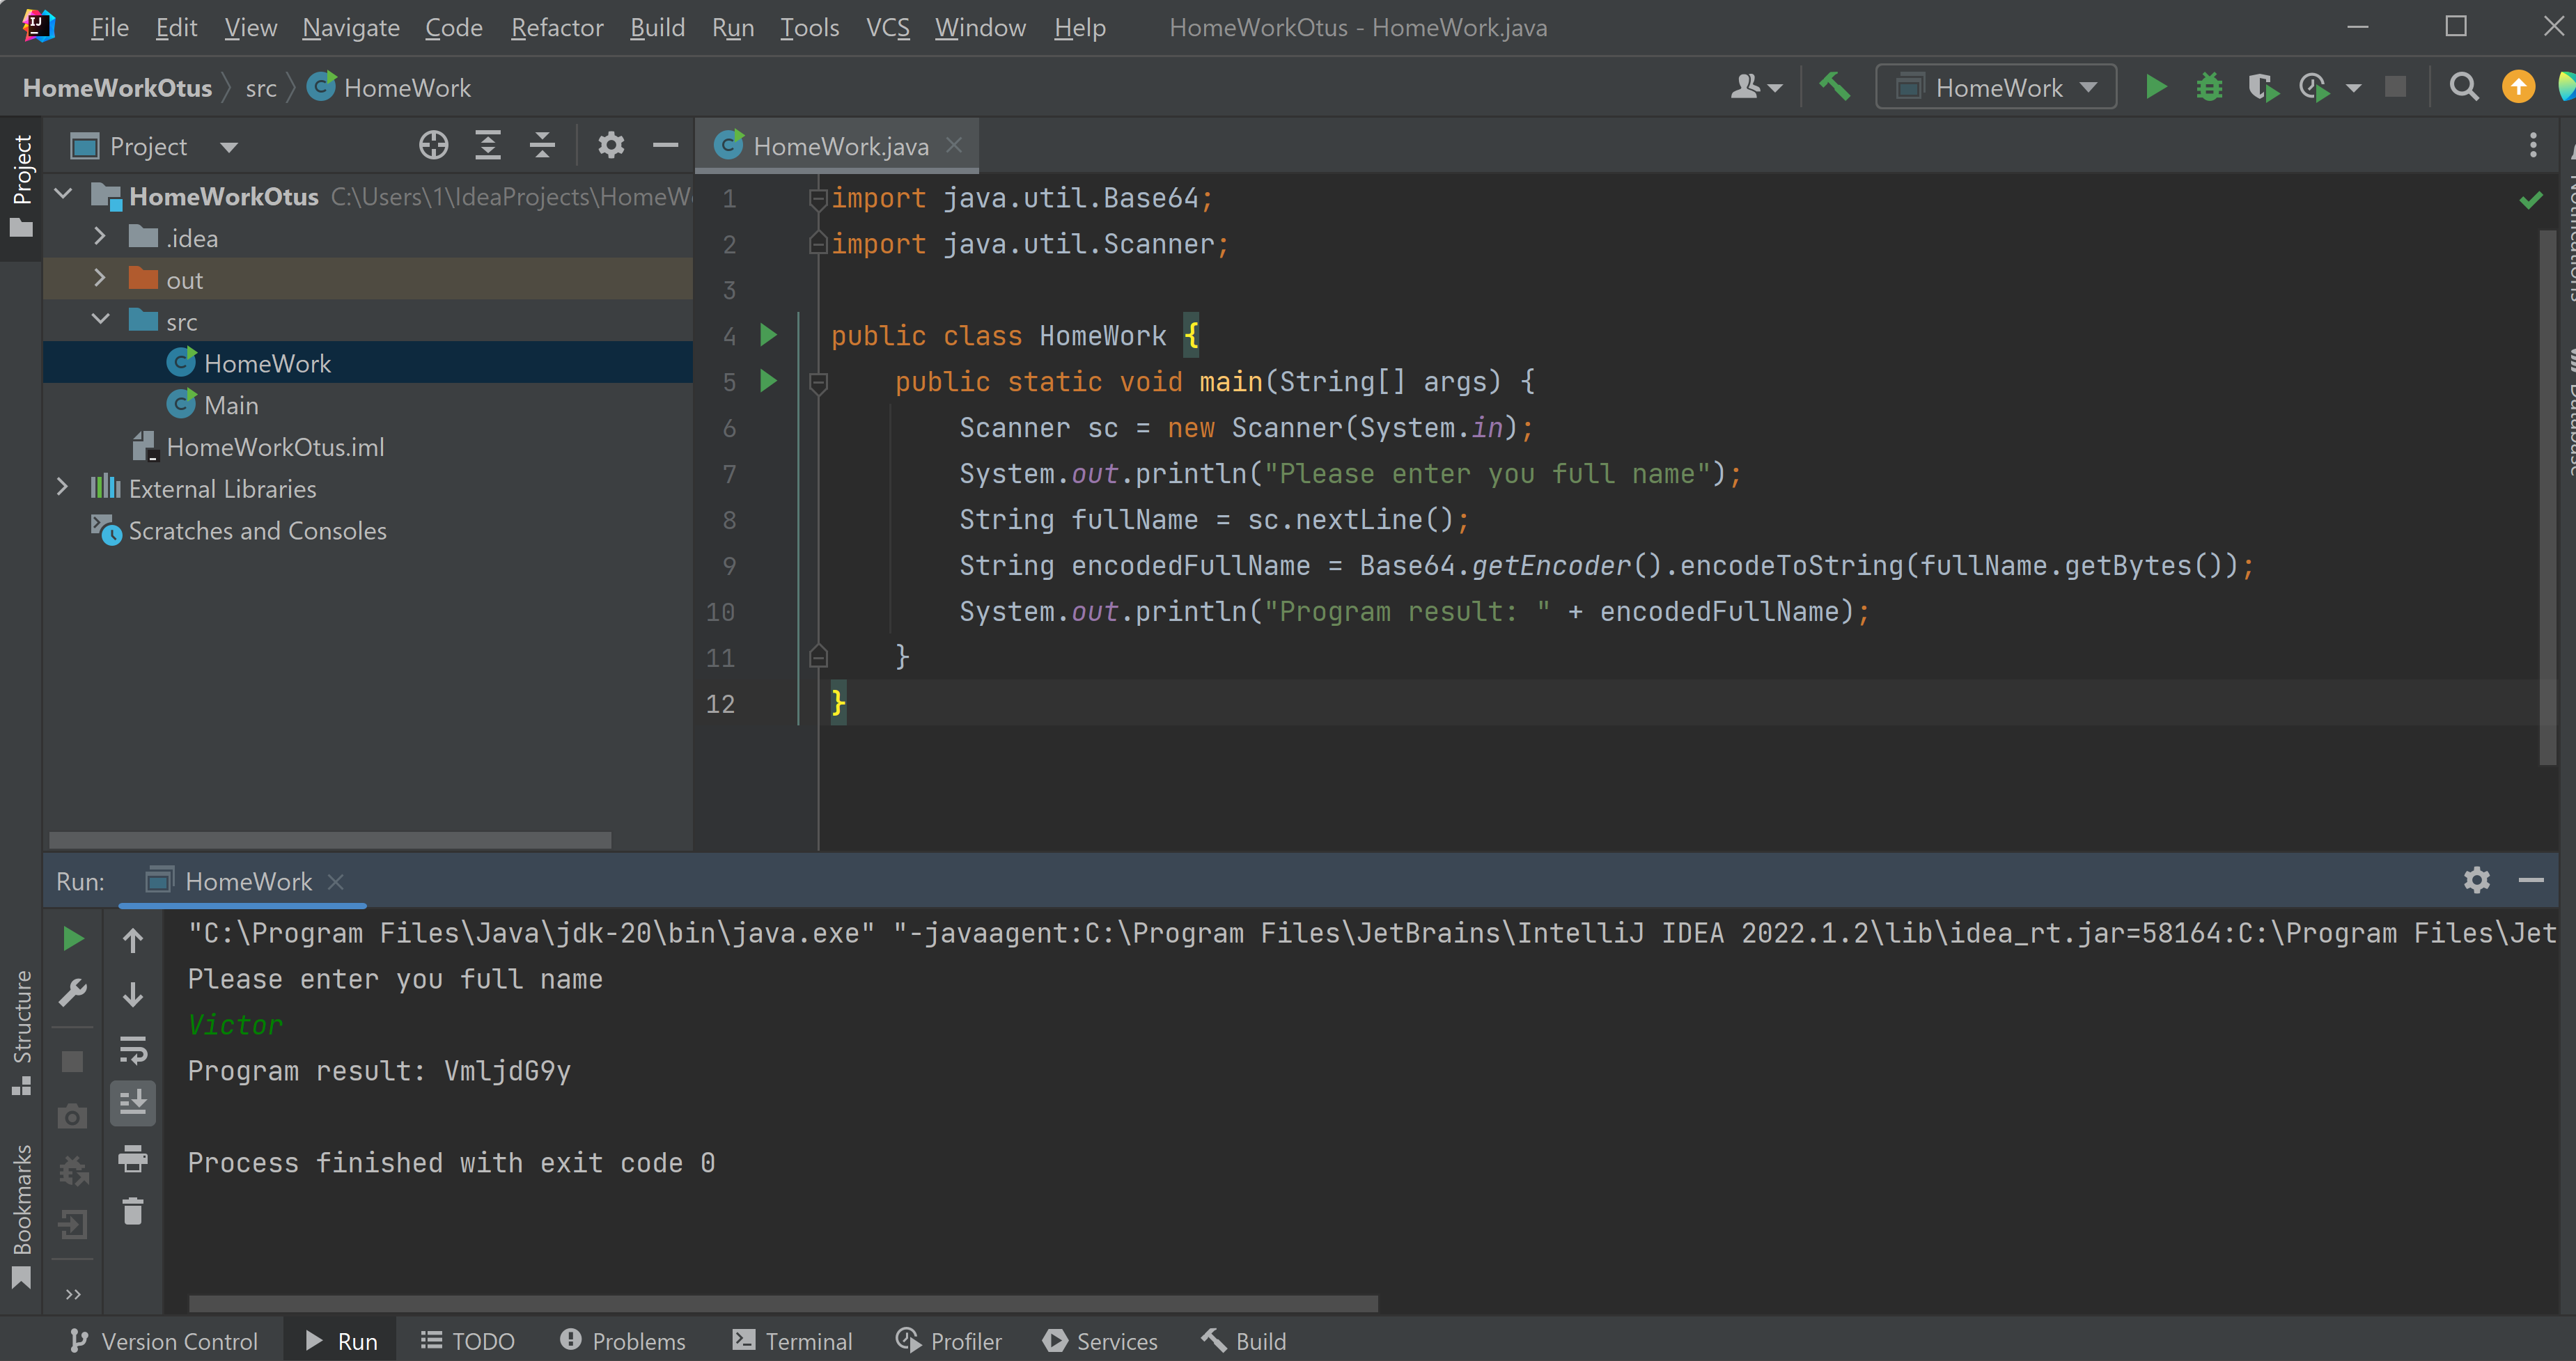 File Edit View Navigate Code Refactor Build Run Tools VCS Window Help HomeWorkOtus - HomeWork.java
HomeWorkOtus src HomeWork
HomeWork
Project
Project
HomeWork.java
HomeWorkOtus C:\Users\1\IdeaProjects\HomeW
.idea
out
src
HomeWork
Main
HomeWorkOtus.iml
External Libraries
Scratches and Consoles
1 import java.util.Base64;
2 import java.util.Scanner;
3
4 public class HomeWork {
5 public static void main(String[] args) {
6 Scanner sc = new Scanner(System.in);
7 System.out.println("Please enter you full name");
8 String fullName = sc.nextLine();
9 String encodedFullName = Base64.getEncoder().encodeToString(fullName.getBytes());
10 System.out.println("Program result: " + encodedFullName);
11 }
12 }
Notifications
Database
Run: HomeWork
"C:\Program Files\Java\jdk-20\bin\java.exe" "-javaagent:C:\Program Files\JetBrains\IntelliJ IDEA 2022.1.2\lib\idea_rt.jar=58164:C:\Program Files\Jet
Please enter you full name
Victor
Program result: VmljdG9y
Process finished with exit code 0
Structure
Bookmarks
Version Control Run TODO Problems Terminal Profiler Services Build